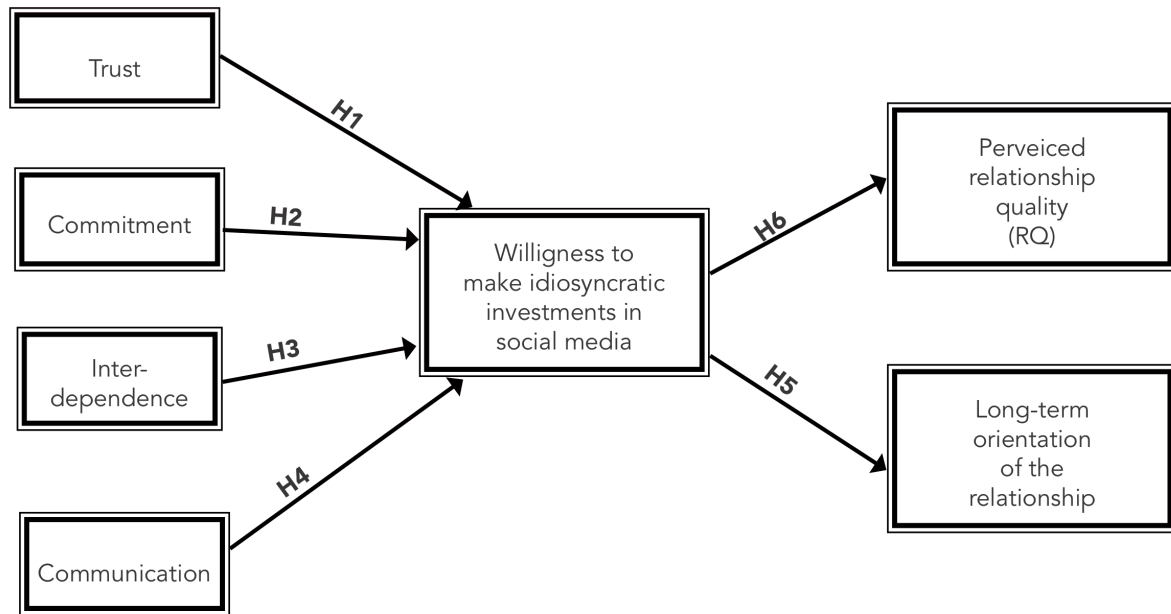 Trust
H1
Commitment
H2
Inter-
dependence
H3
Communication
H4
Willigness to
make idiosyncratic
investments in
social media
H6
Perveiced
relationship
quality
(RQ)
H5
Long-term
orientation
of the
relationship